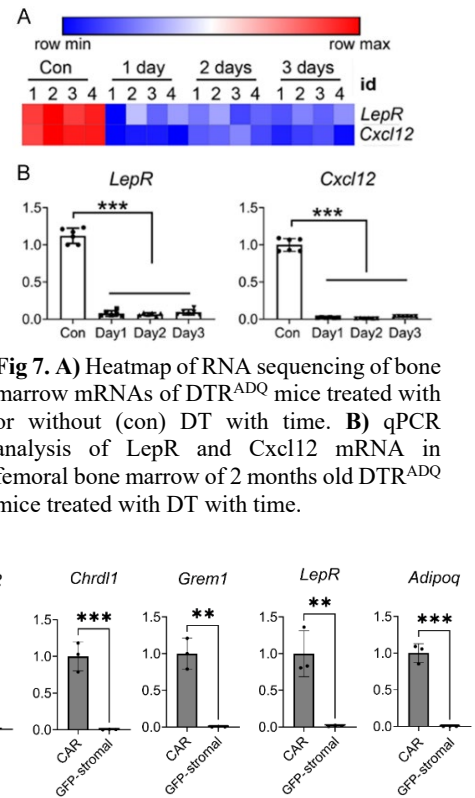 A
row min row max
Con 1 day 2 days 3 days id
1 2 3 4 1 2 3 4 1 2 3 4 1 2 3 4
LepR
Cxcl12
B
LepR Cxcl12
*** ***
1.5 1.5
1.0 1.0
0.5 0.5
0.0 0.0
Con Day1 Day2 Day3 Con Day1 Day2 Day3
Fig 7. A) Heatmap of RNA sequencing of bone
marrow mRNAs of DTRADQ mice treated with
or without (con) DT with time. B) qPCR
analysis of LepR and Cxcl12 mRNA in
femoral bone marrow of 2 months old DTRADQ
mice treated with DT with time.
Chrdl1 Grem1 LepR Adipoq
*** ** ** ***
1.5 1.5 1.5 1.5
1.0 1.0 1.0 1.0
0.5 0.5 0.5 0.5
0.0 0.0 0.0 0.0
CAR GFP-stromal CAR GFP-stromal CAR GFP-stromal CAR GFP-stromal